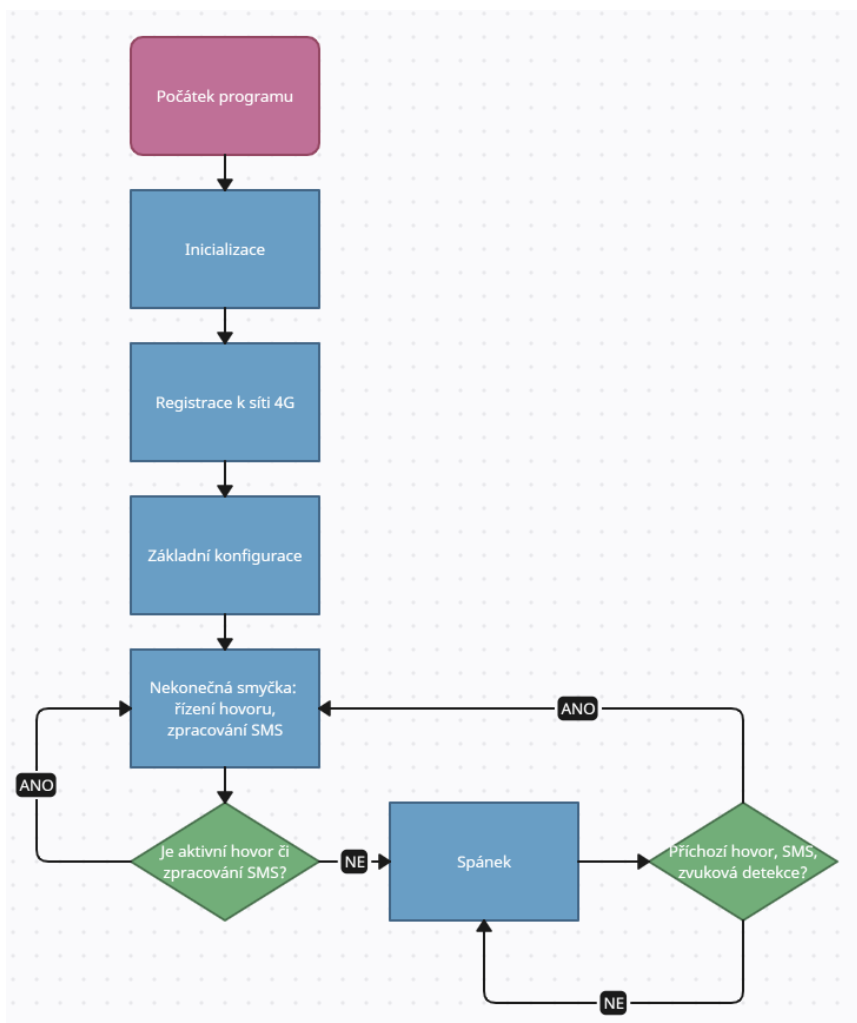 Počátek programu
Inicializace
Registrace k síti 4G
Základní konfigurace
Nekonečná smyčka:
řízení hovoru,
zpracování SMS
ANO
ANO
Je aktivní hovor či
zpracování SMS?
NE
Spánek
Příchozí hovor, SMS,
zvuková detekce?
NE